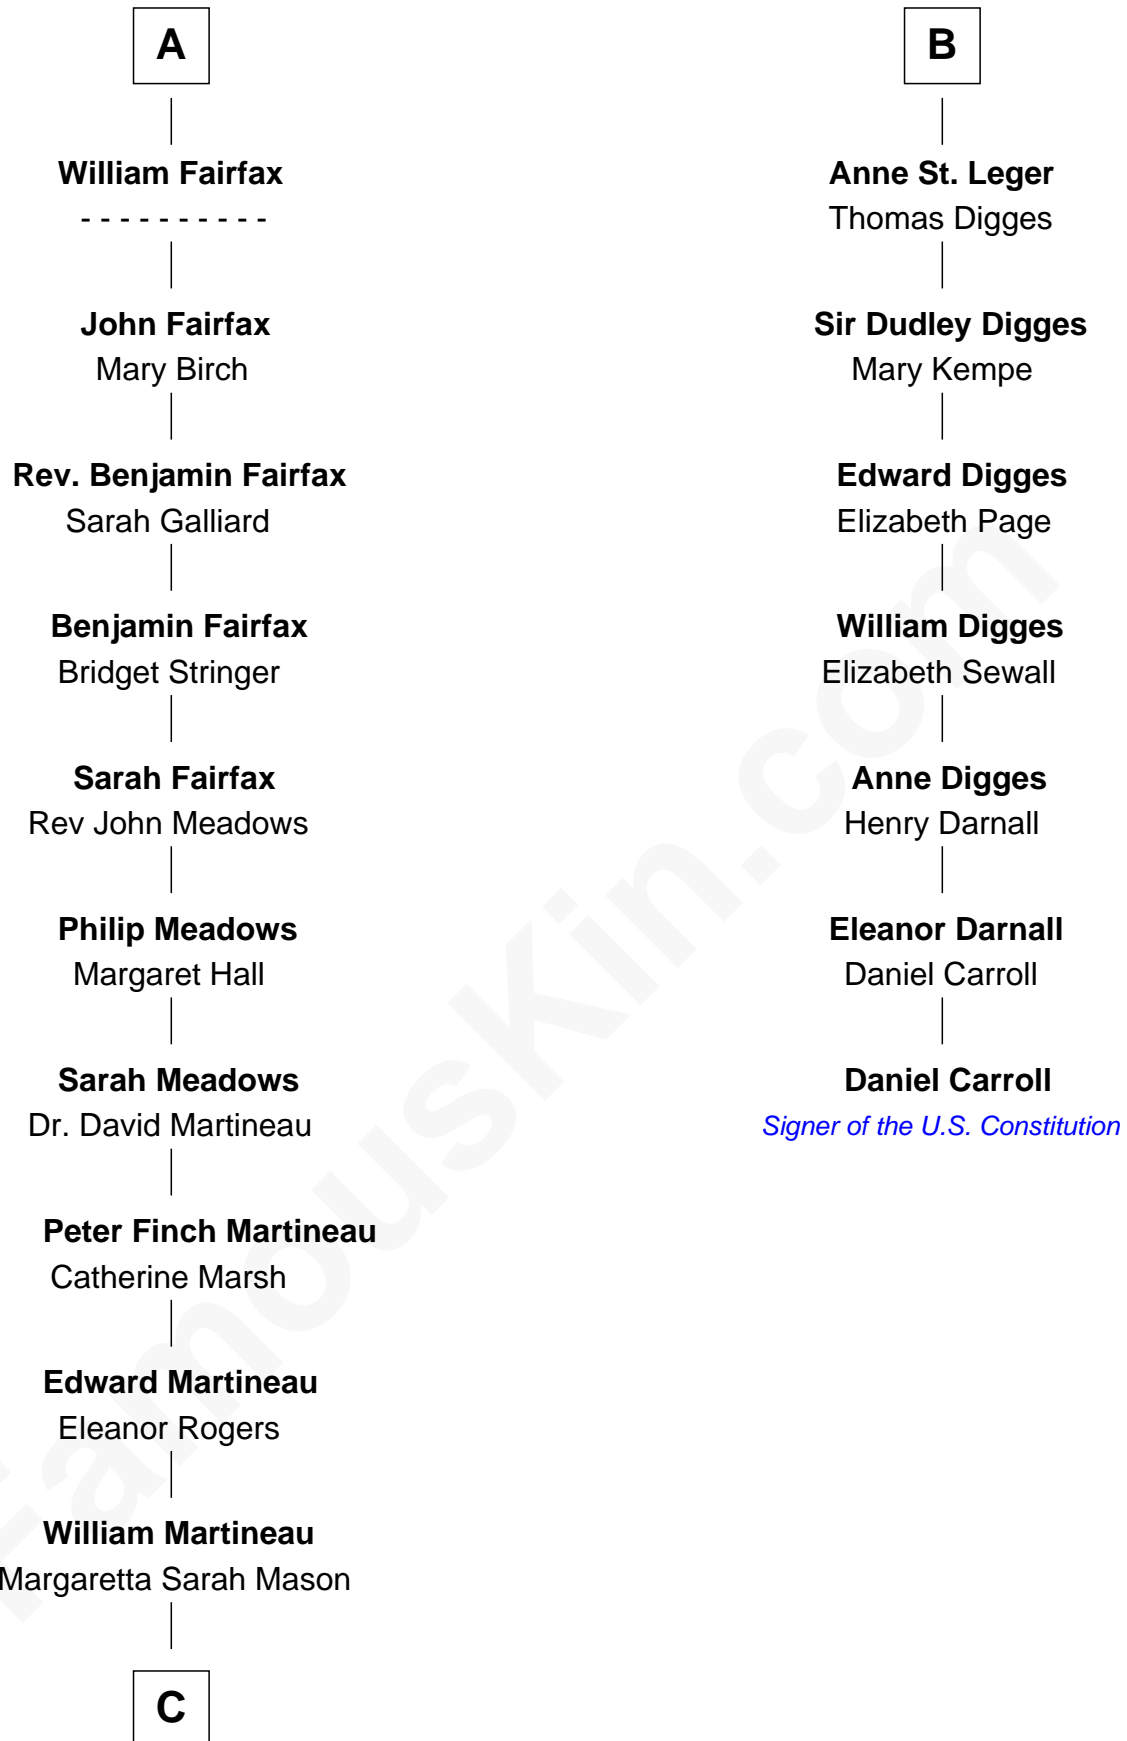 A
William Fairfax
- - - - - - - - - -
John Fairfax
Mary Birch
Rev. Benjamin Fairfax
Sarah Galliard
Benjamin Fairfax
Bridget Stringer
Sarah Fairfax
Rev John Meadows
Philip Meadows
Margaret Hall
Sarah Meadows
Dr. David Martineau
Peter Finch Martineau
Catherine Marsh
Edward Martineau
Eleanor Rogers
William Martineau
Margaretta Sarah Mason
C
B
Anne St. Leger
Thomas Digges
Sir Dudley Digges
Mary Kempe
Edward Digges
Elizabeth Page
William Digges
Elizabeth Sewall
Anne Digges
Henry Darnall
Eleanor Darnall
Daniel Carroll
Daniel Carroll
Signer of the U.S. Constitution
FamousKin.com